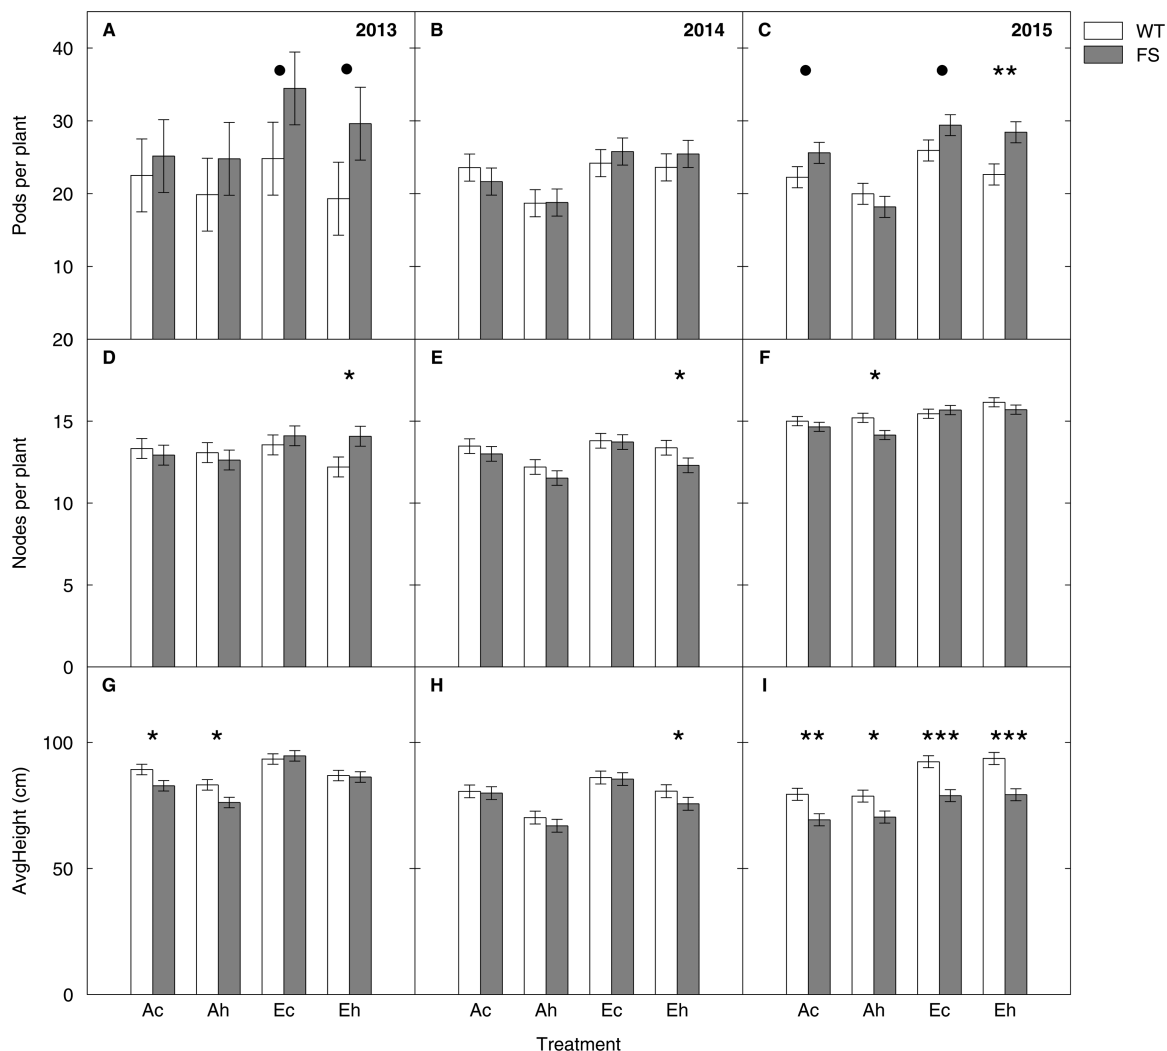 A 2013 B 2014 C 2015
WT
FS
40
30
20
10
Pods per plant
● ● ● ● **
20
D E F
* * *
15
10
5
0
Nodes per plant
G H I
* * * ** * *** ***
100
50
0
AvgHeight (cm)
Ac Ah Ec Eh Ac Ah Ec Eh Ac Ah Ec Eh
Treatment